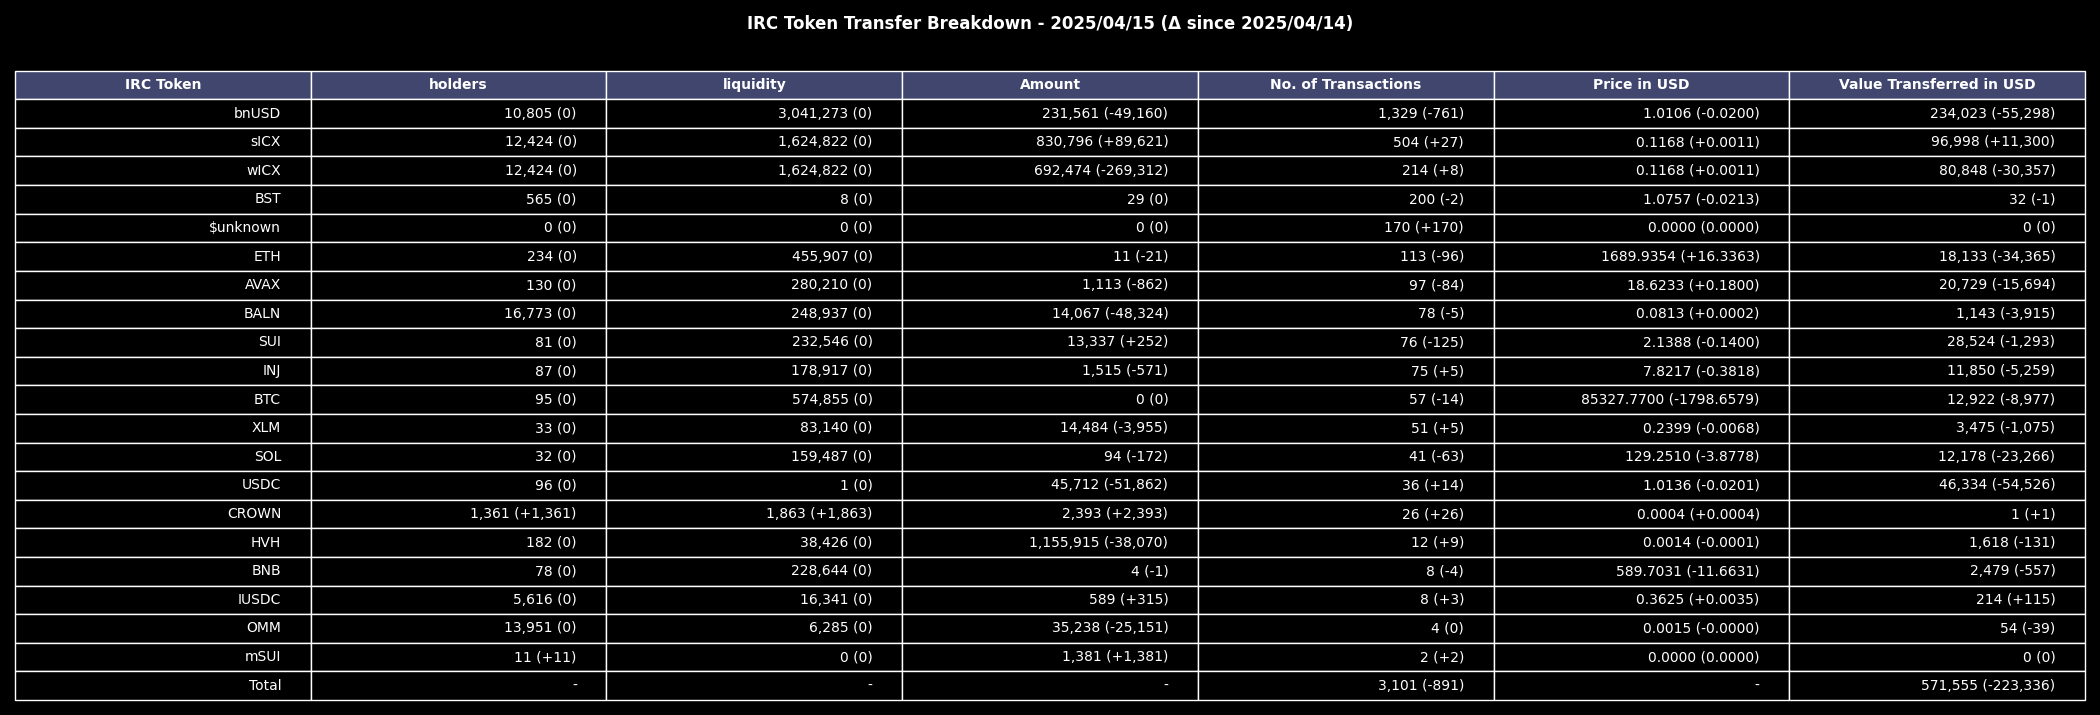 IRC Token Transfer Breakdown - 2025/04/15 (Δ since 2025/04/14)
IRC Token holders liquidity Amount No. of Transactions Price in USD Value Transferred in USD
bnUSD 10,805 (0) 3,041,273 (0) 231,561 (-49,160) 1,329 (-761) 1.0106 (-0.0200) 234,023 (-55,298)
sICX 12,424 (0) 1,624,822 (0) 830,796 (+89,621) 504 (+27) 0.1168 (+0.0011) 96,998 (+11,300)
wICX 12,424 (0) 1,624,822 (0) 692,474 (-269,312) 214 (+8) 0.1168 (+0.0011) 80,848 (-30,357)
BST 565 (0) 8 (0) 29 (0) 200 (-2) 1.0757 (-0.0213) 32 (-1)
$unknown 0 (0) 0 (0) 0 (0) 170 (+170) 0.0000 (0.0000) 0 (0)
ETH 234 (0) 455,907 (0) 11 (-21) 113 (-96) 1689.9354 (+16.3363) 18,133 (-34,365)
AVAX 130 (0) 280,210 (0) 1,113 (-862) 97 (-84) 18.6233 (+0.1800) 20,729 (-15,694)
BALN 16,773 (0) 248,937 (0) 14,067 (-48,324) 78 (-5) 0.0813 (+0.0002) 1,143 (-3,915)
SUI 81 (0) 232,546 (0) 13,337 (+252) 76 (-125) 2.1388 (-0.1400) 28,524 (-1,293)
INJ 87 (0) 178,917 (0) 1,515 (-571) 75 (+5) 7.8217 (-0.3818) 11,850 (-5,259)
BTC 95 (0) 574,855 (0) 0 (0) 57 (-14) 85327.7700 (-1798.6579) 12,922 (-8,977)
XLM 33 (0) 83,140 (0) 14,484 (-3,955) 51 (+5) 0.2399 (-0.0068) 3,475 (-1,075)
SOL 32 (0) 159,487 (0) 94 (-172) 41 (-63) 129.2510 (-3.8778) 12,178 (-23,266)
USDC 96 (0) 1 (0) 45,712 (-51,862) 36 (+14) 1.0136 (-0.0201) 46,334 (-54,526)
CROWN 1,361 (+1,361) 1,863 (+1,863) 2,393 (+2,393) 26 (+26) 0.0004 (+0.0004) 1 (+1)
HVH 182 (0) 38,426 (0) 1,155,915 (-38,070) 12 (+9) 0.0014 (-0.0001) 1,618 (-131)
BNB 78 (0) 228,644 (0) 4 (-1) 8 (-4) 589.7031 (-11.6631) 2,479 (-557)
IUSDC 5,616 (0) 16,341 (0) 589 (+315) 8 (+3) 0.3625 (+0.0035) 214 (+115)
OMM 13,951 (0) 6,285 (0) 35,238 (-25,151) 4 (0) 0.0015 (-0.0000) 54 (-39)
mSUI 11 (+11) 0 (0) 1,381 (+1,381) 2 (+2) 0.0000 (0.0000) 0 (0)
Total - - - 3,101 (-891) - 571,555 (-223,336)